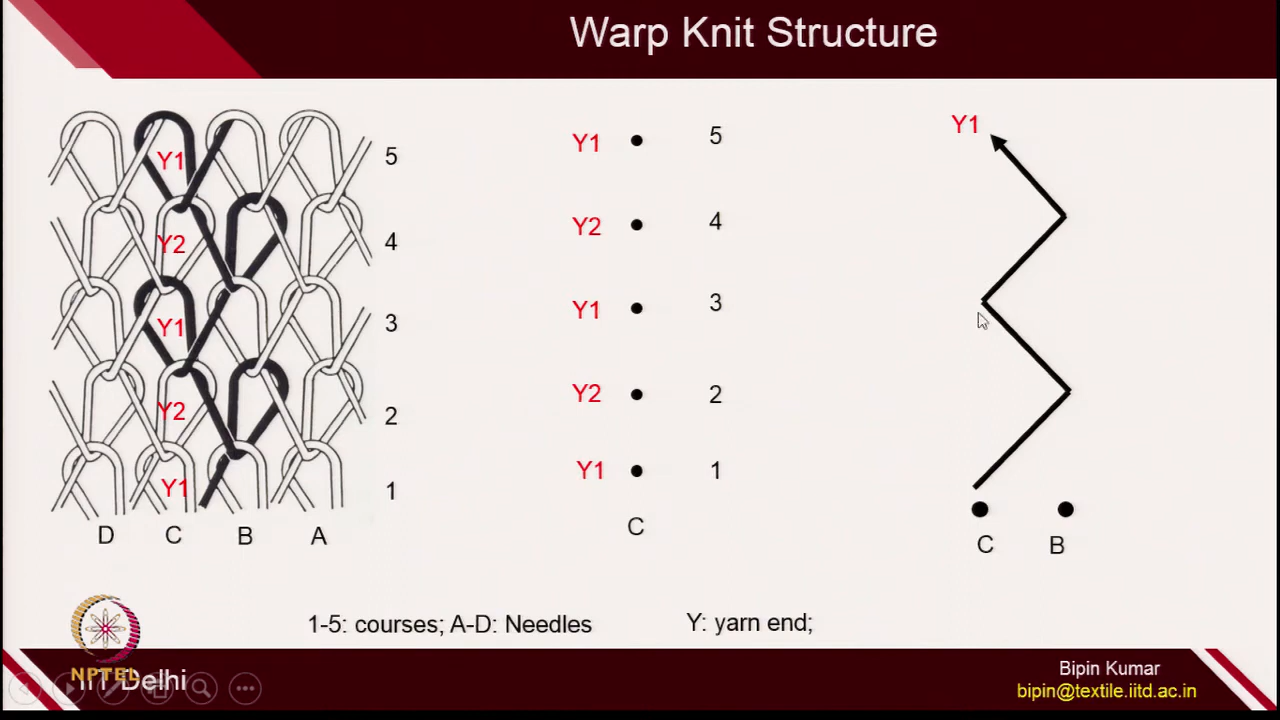 Warp Knit Structure
Y1
5
Y2
4
Y1
3
Y2
2
Y1
1
D C B A
Y1 5
Y2 4
Y1 3
Y2 2
Y1 1
C
Y1
C B
1-5: courses; A-D: Needles
Y: yarn end;
NPTEL
IIT Delhi
Bipin Kumar
bipin@textile.iitd.ac.in